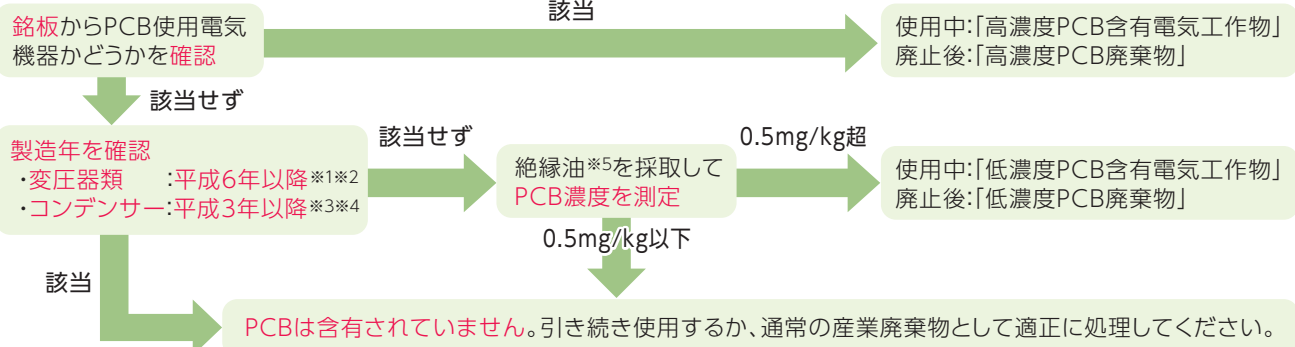 銘板からPCB使用電気
機器かどうかを確認
該当
使用中:「高濃度PCB含有電気工作物」
廃止後:「高濃度PCB廃棄物」
該当せず
製造年を確認
・変圧器類　　:平成6年以降※1※2
・コンデンサー:平成3年以降※3※4
該当せず
絶縁油※5を採取して
PCB濃度を測定
0.5mg/kg超
使用中:「低濃度PCB含有電気工作物」
廃止後:「低濃度PCB廃棄物」
0.5mg/kg以下
該当
PCBは含有されていません。引き続き使用するか、通常の産業廃棄物として適正に処理してください。